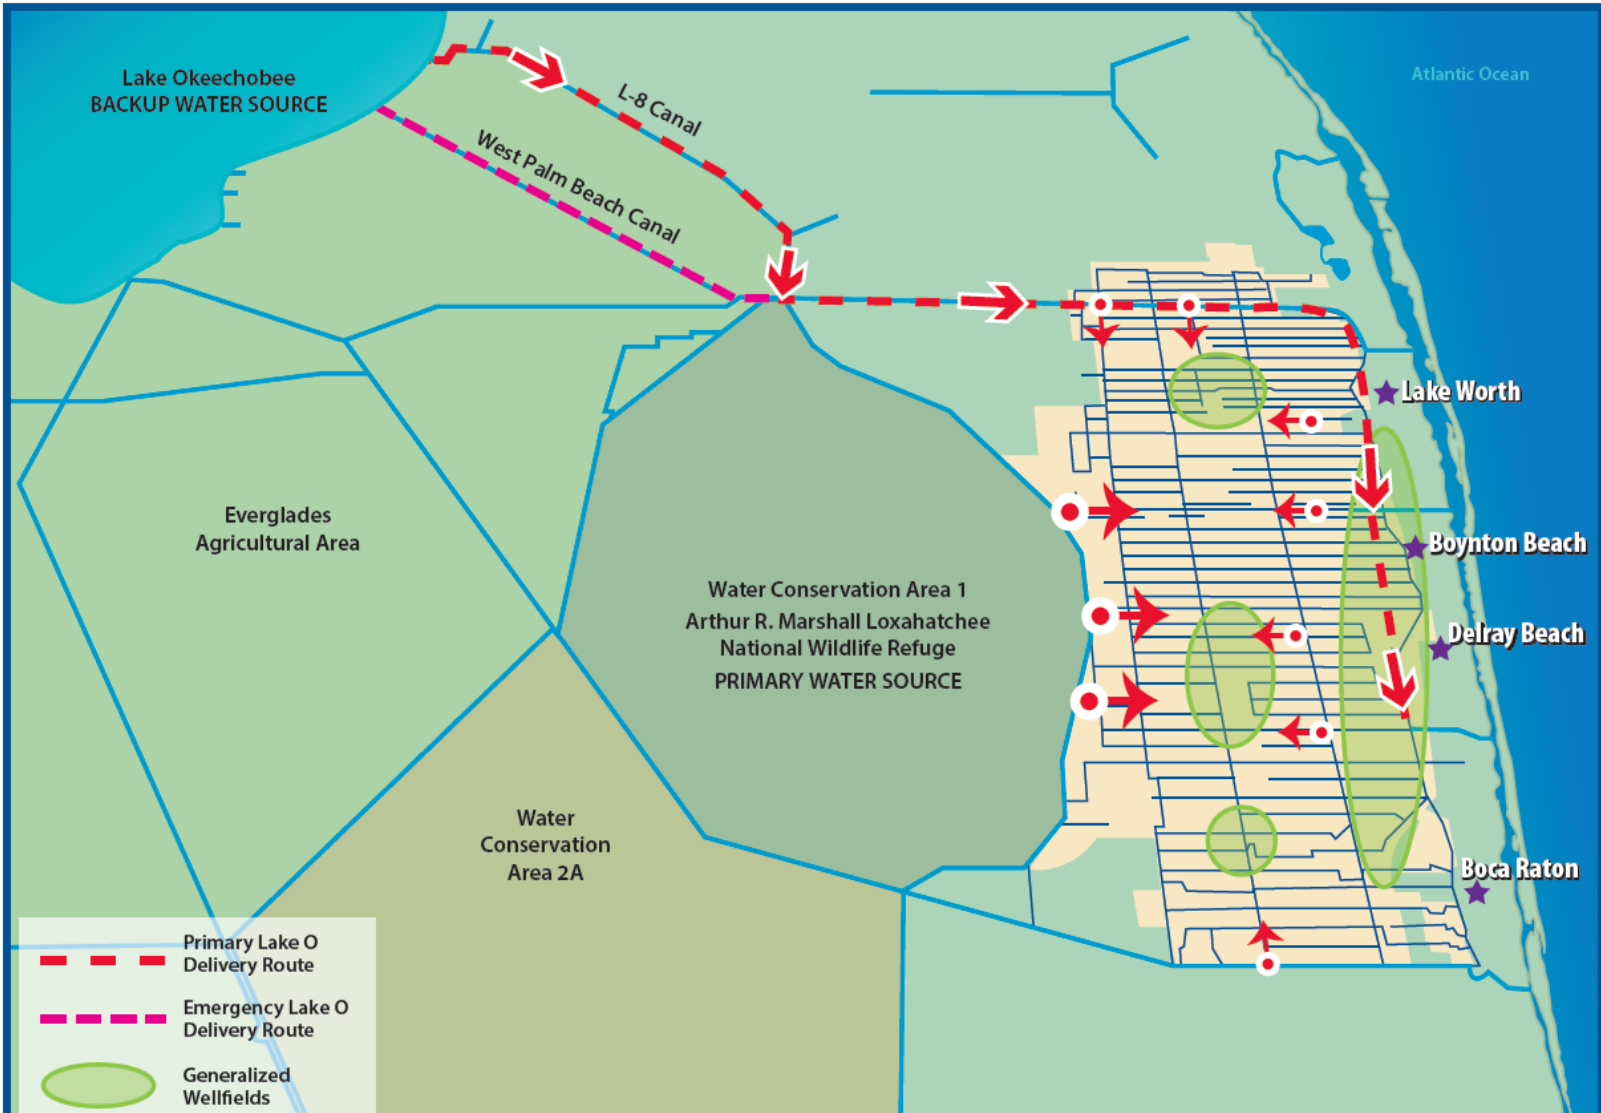 Lake Okeechobee
BACKUP WATER SOURCE
Atlantic Ocean
L-8 Canal
West Palm Beach Canal
Lake Worth
Everglades
Agricultural Area
Boynton Beach
Water Conservation Area 1
Arthur R. Marshall Loxahatchee
National Wildlife Refuge
PRIMARY WATER SOURCE
Delray Beach
Water
Conservation
Area 2A
Boca Raton
Primary Lake O
Delivery Route
Emergency Lake O
Delivery Route
Generalized
Wellfields